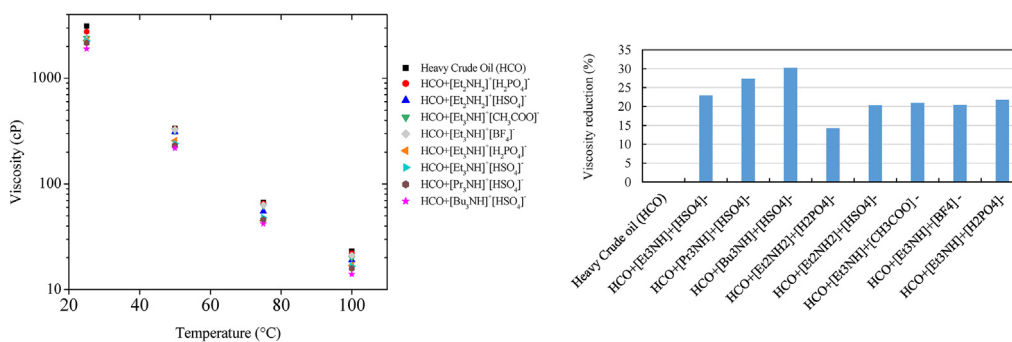 1000
100
10
Viscosity (cP)
20
40
60
80
100
Temperature (°C)
Heavy Crude Oil (HCO)
HCO+[Et₂NH₂]⁺[H₂PO₄]⁻
HCO+[Et₂NH₂]⁺[HSO₄]⁻
HCO+[Et₃NH]⁺[CH₃COO]⁻
HCO+[Et₃NH]⁺[BF₄]⁻
HCO+[Et₃NH]⁺[H₂PO₄]⁻
HCO+[Et₃NH]⁺[HSO₄]⁻
HCO+[Pr₃NH]⁺[HSO₄]⁻
HCO+[Bu₃NH]⁺[HSO₄]⁻
Viscosity reduction (%)
35
30
25
20
15
10
5
0
Heavy Crude oil (HCO)
HCO+[Et3NH]+[HSO4]-
HCO+[Pr3NH]+[HSO4]-
HCO+[Bu3NH]+[HSO4]-
HCO+[Et2NH2]+[H2PO4]-
HCO+[Et2NH2]+[HSO4]-
HCO+[Et3NH]+[CH3COO]-
HCO+[Et3NH]+[BF4]-
HCO+[Et3NH]+[H2PO4]-